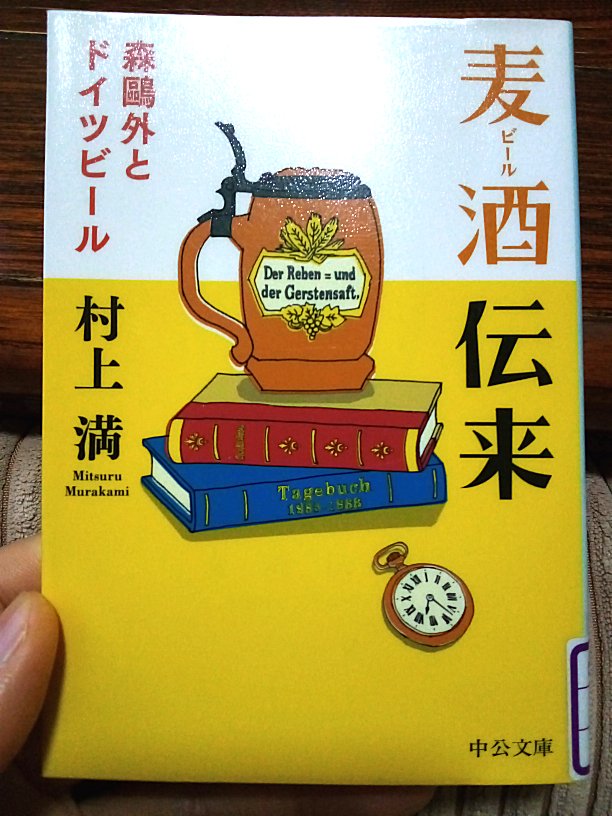 麦酒伝来
ビール
森鷗外と
ドイツビール
村上 満
Mitsuru
Murakami
Der Reben = und
der Gerstensaft.
Tagebuch
中公文庫